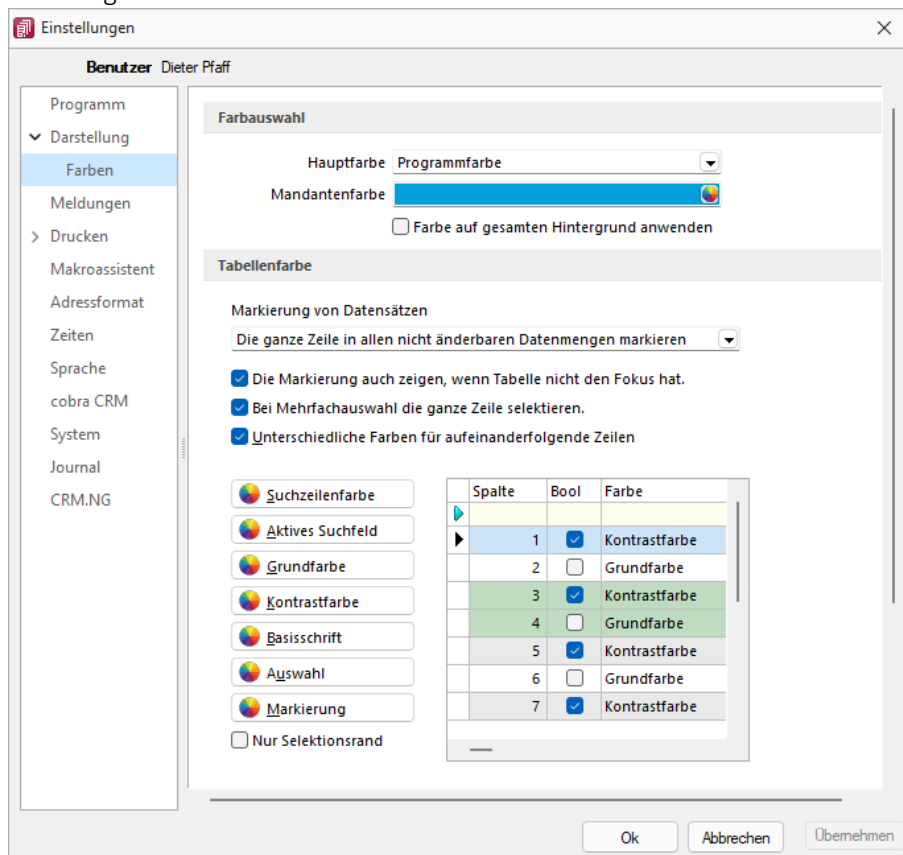 Einstellungen
Benutzer Dieter Pfaff
Programm
Darstellung
Farben
Meldungen
Drucken
Makroassistent
Adressformat
Zeiten
Sprache
cobra CRM
System
Journal
CRM.NG
Farbauswahl
Hauptfarbe Programmfarbe
Mandantenfarbe
Farbe auf gesamten Hintergrund anwenden
Tabellenfarbe
Markierung von Datensätzen
Die ganze Zeile in allen nicht änderbaren Datenmengen markieren
Die Markierung auch zeigen, wenn Tabelle nicht den Fokus hat.
Bei Mehrfachauswahl die ganze Zeile selektieren.
Unterschiedliche Farben für aufeinanderfolgende Zeilen
Suchzeilenfarbe
Aktives Suchfeld
Grundfarbe
Kontrastfarbe
Basisschrift
Auswahl
Markierung
Nur Selektionsrand
Spalte Bool Farbe
1 Kontrastfarbe
2 Grundfarbe
3 Kontrastfarbe
4 Grundfarbe
5 Kontrastfarbe
6 Grundfarbe
7 Kontrastfarbe
Ok Abbrechen Übernehmen